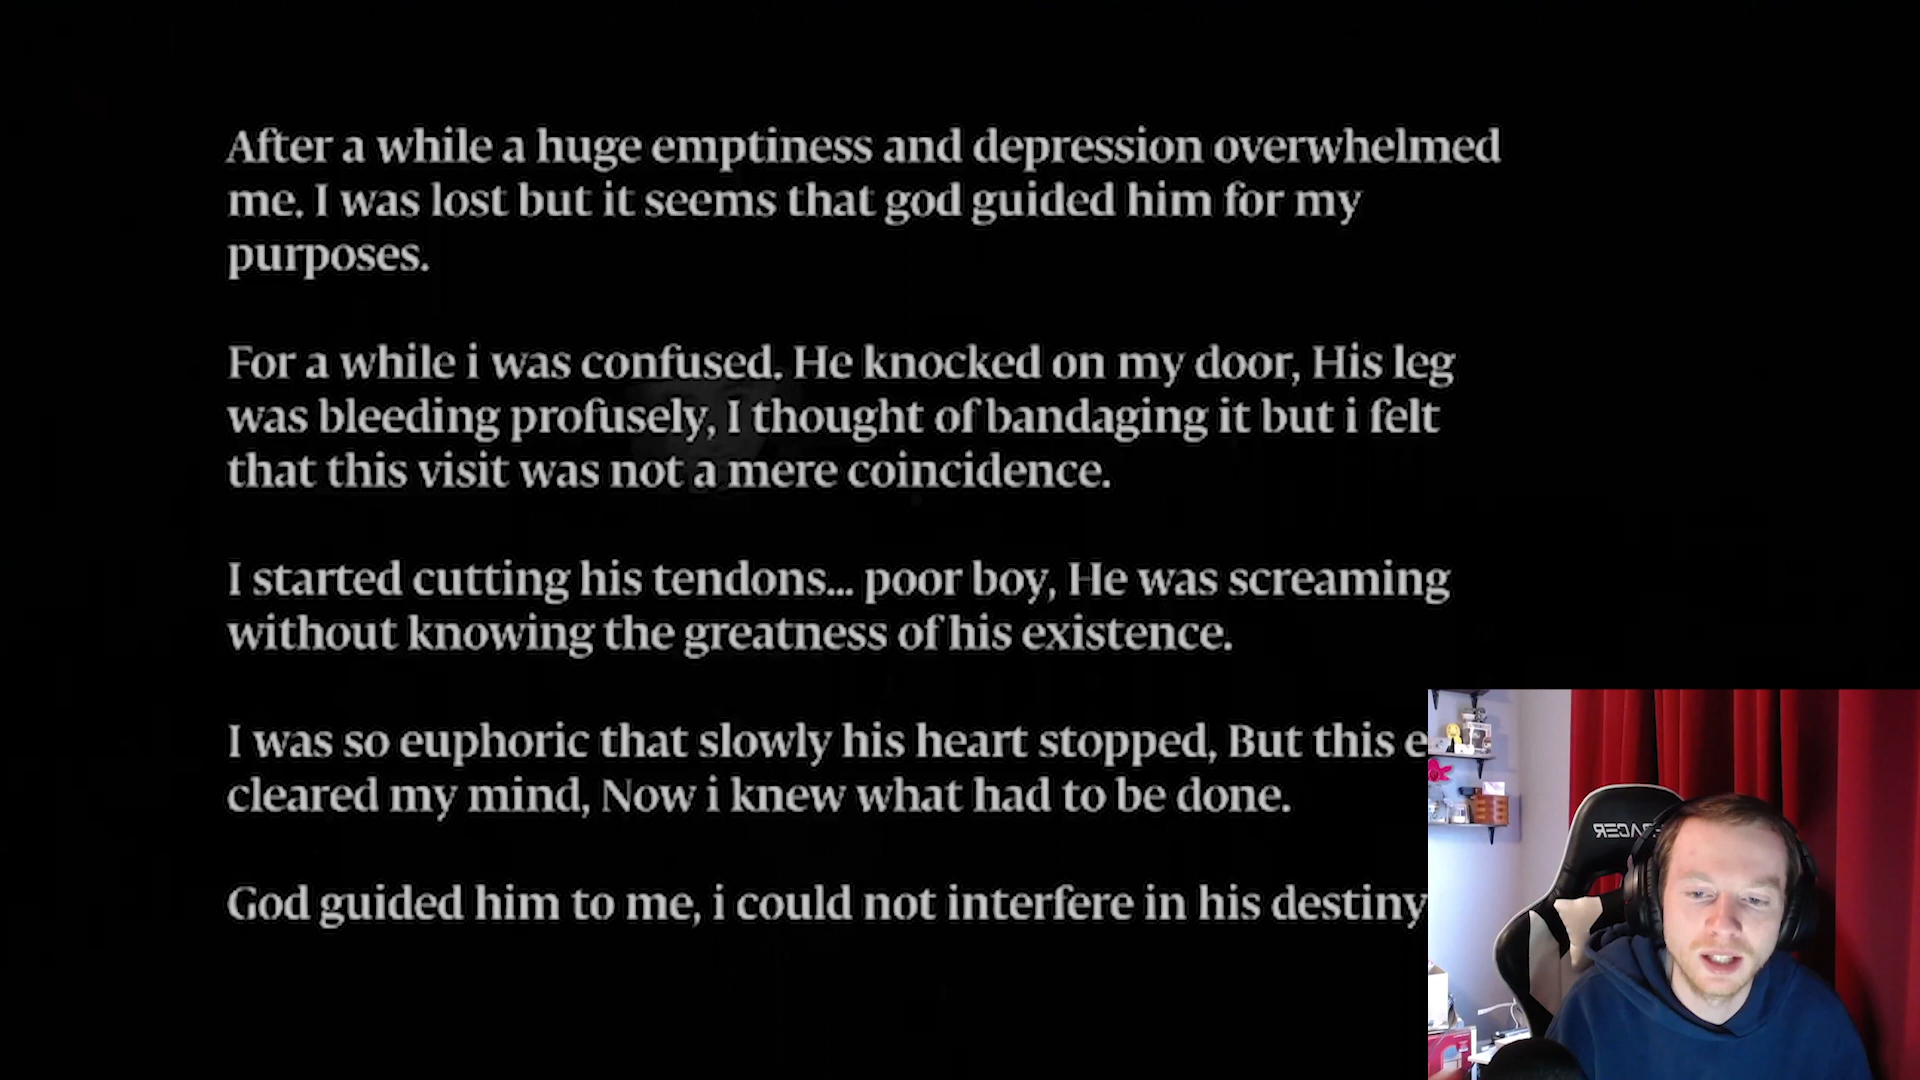 After a while a huge emptiness and depression overwhelmed
me. I was lost but it seems that god guided him for my
purposes.
For a while i was confused. He knocked on my door, His leg
was bleeding profusely, I thought of bandaging it but i felt
that this visit was not a mere coincidence.
I started cutting his tendons... poor boy, He was screaming
without knowing the greatness of his existence.
I was so euphoric that slowly his heart stopped, But this
cleared my mind, Now i knew what had to be done.
God guided him to me, i could not interfere in his destiny